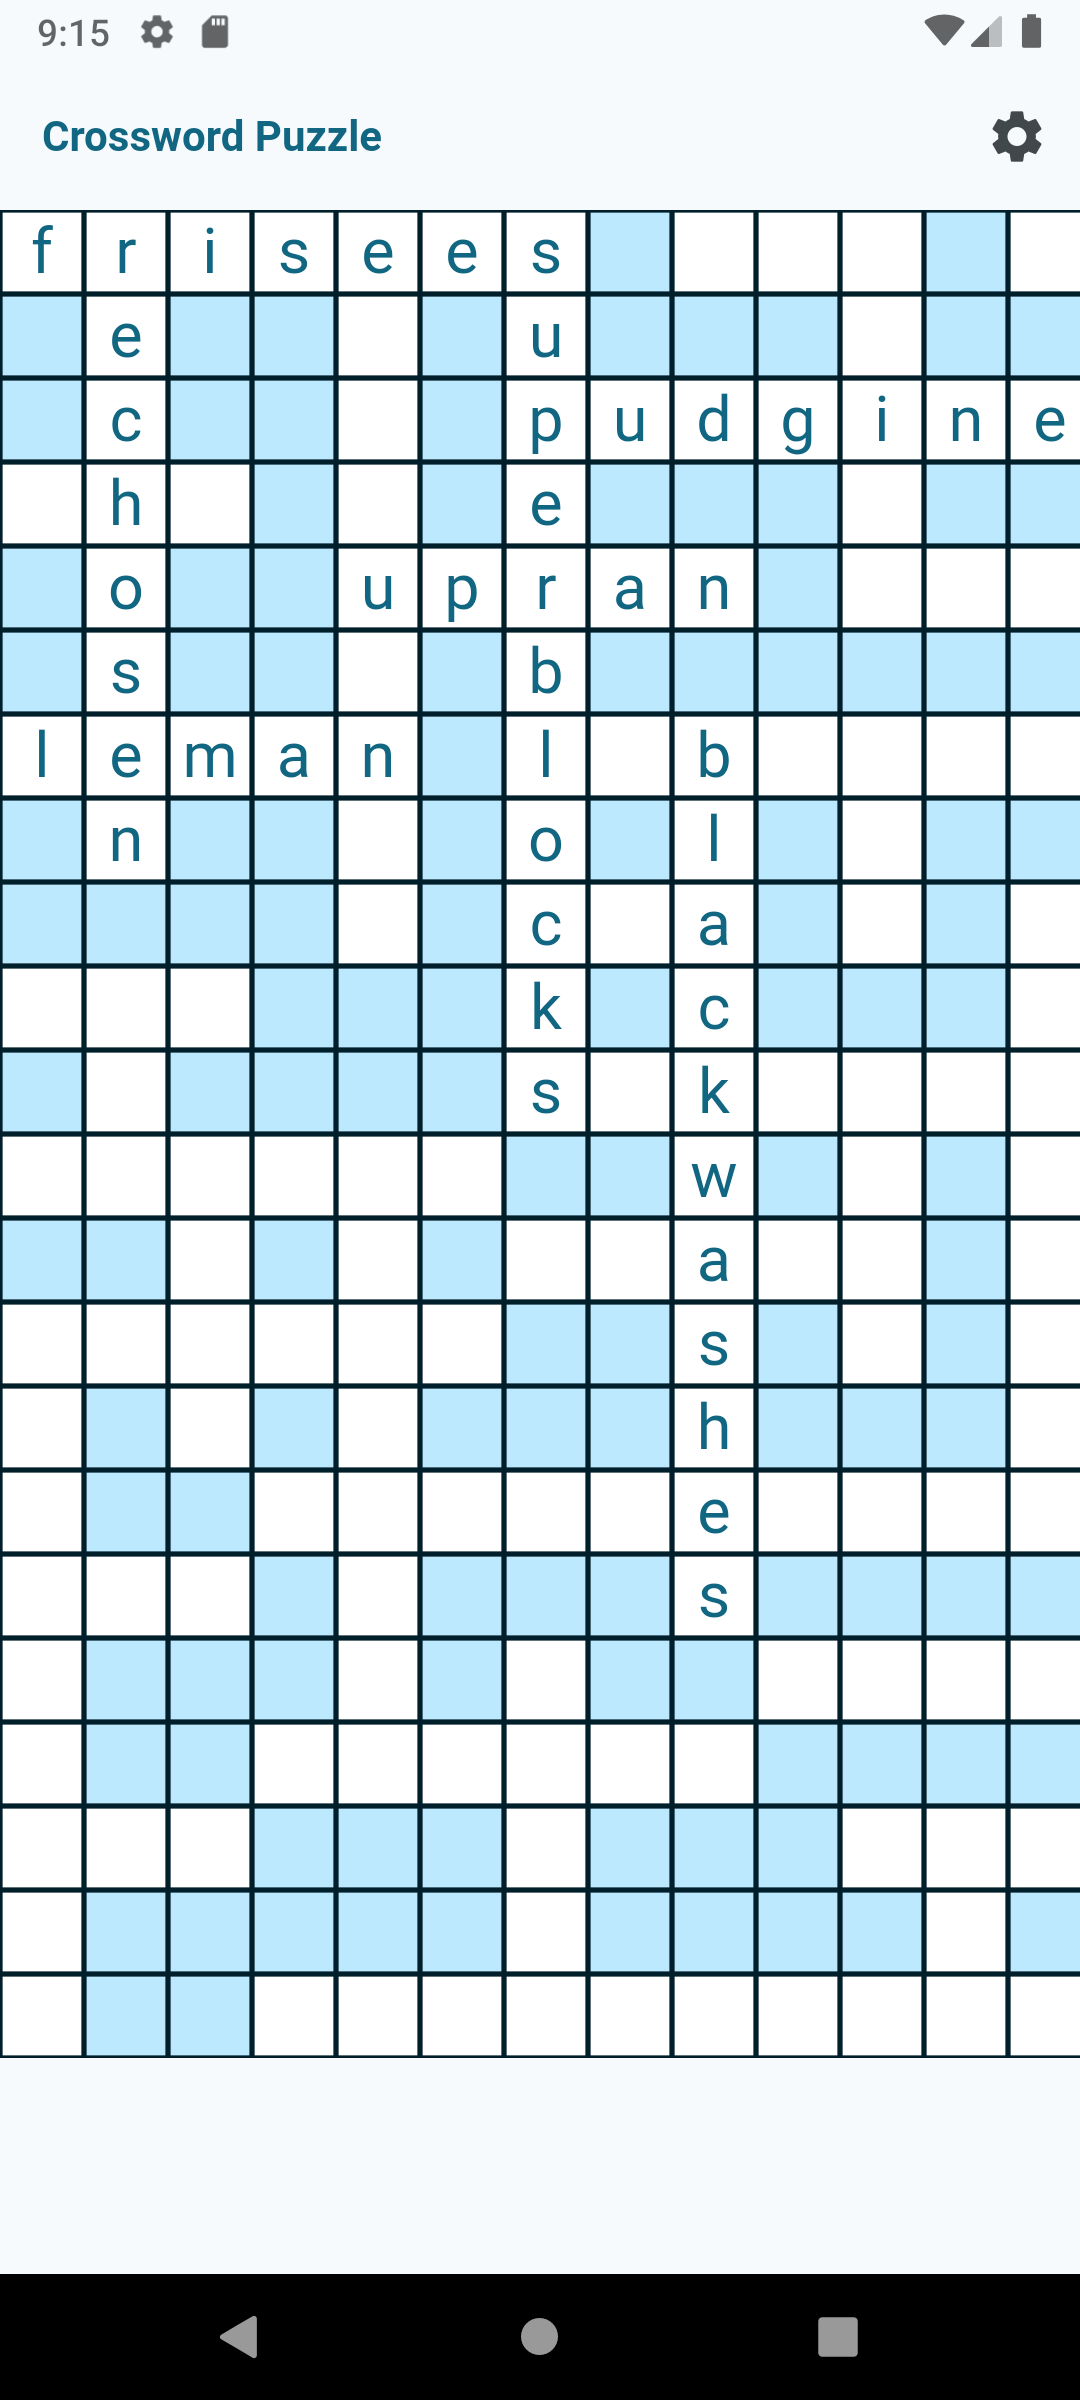 9:15
Crossword Puzzle
f r i s e e s
e u
c p u d g i n e
h e
o u p r a n
s b
l e m a n l b
n o l
c a
k c
s k
w
a
s
h
e
s